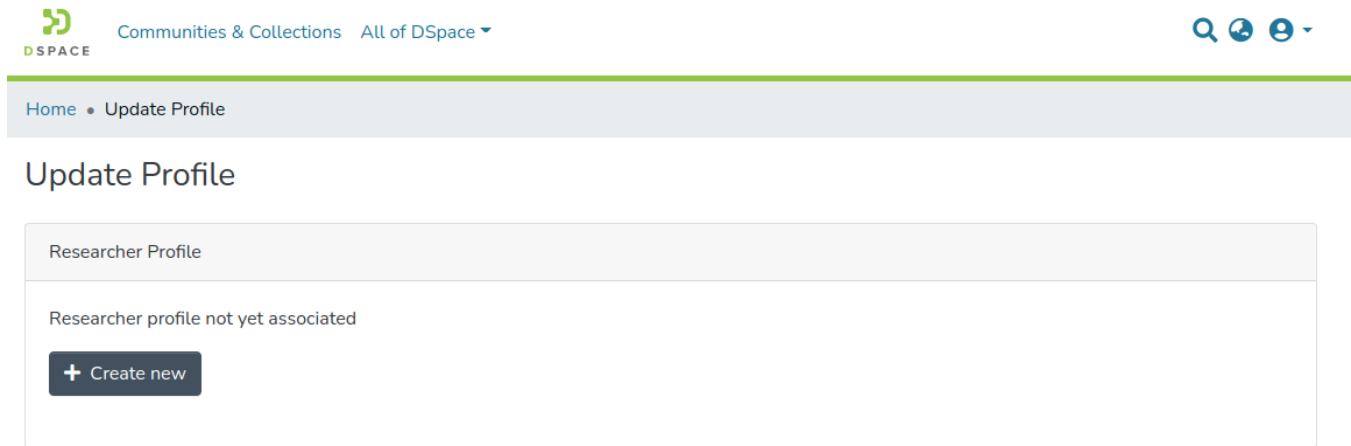 DSPACE
Communities & Collections All of DSpace
Home • Update Profile
Update Profile
Researcher Profile
Researcher profile not yet associated
+ Create new